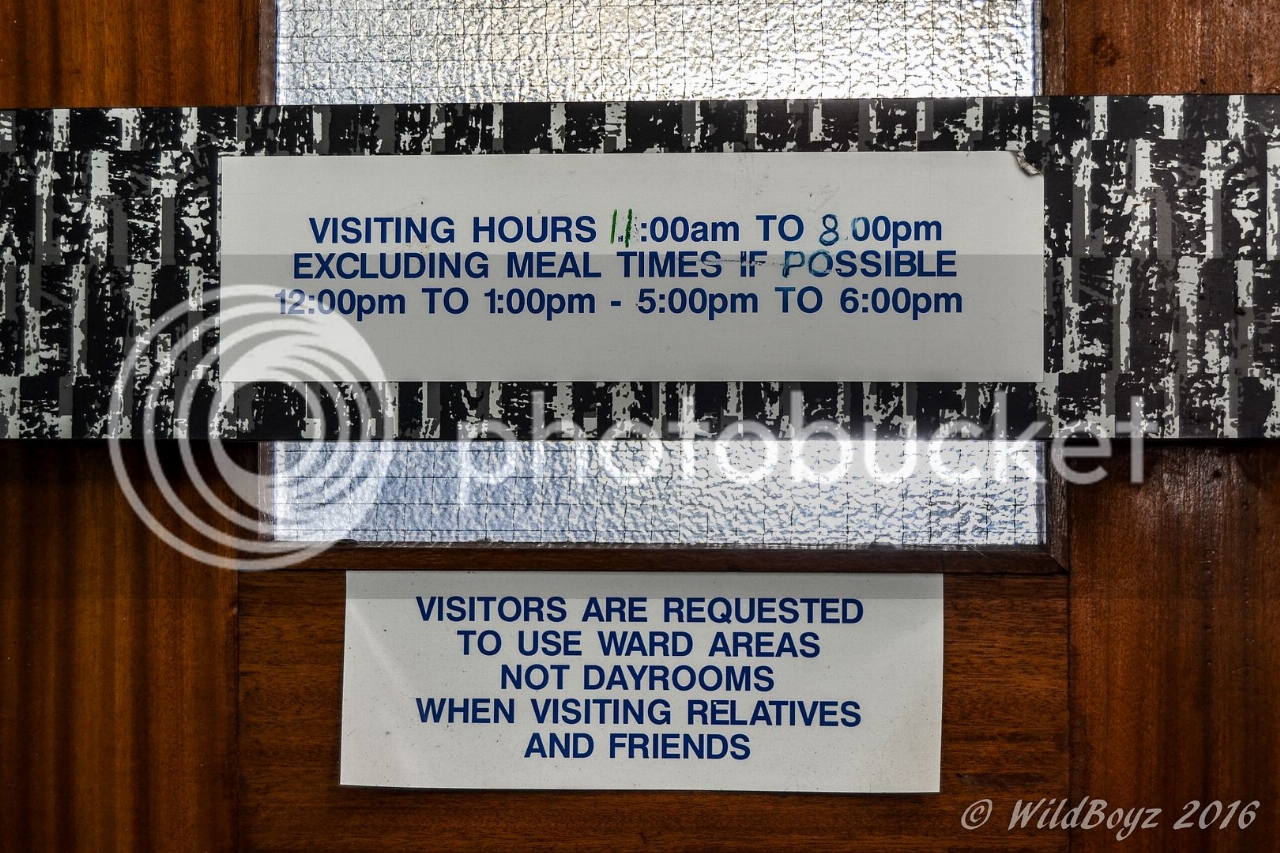 VISITING HOURS 11:00am TO 8.00pm
EXCLUDING MEAL TIMES IF POSSIBLE
12:00pm TO 1:00pm - 5:00pm TO 6:00pm
photobucket
VISITORS ARE REQUESTED
TO USE WARD AREAS
NOT DAYROOMS
WHEN VISITING RELATIVES
AND FRIENDS
© WildBoyz 2016